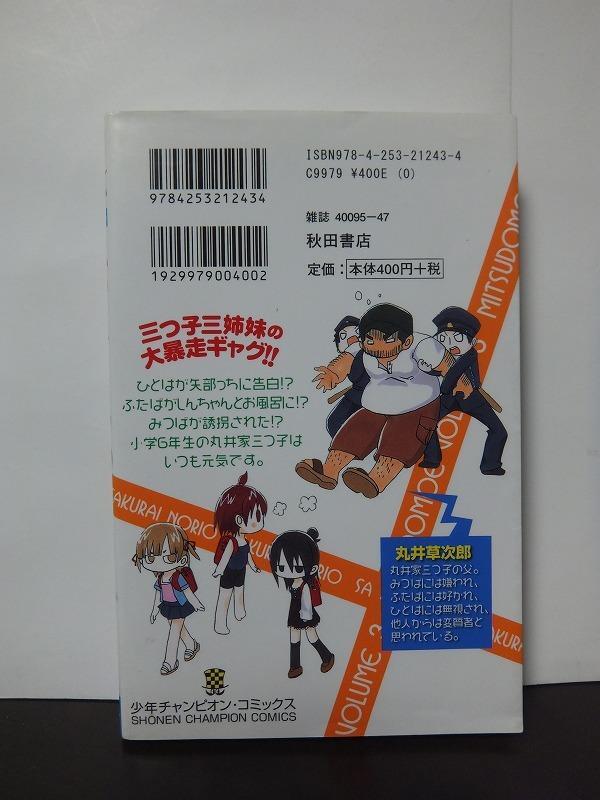 ISBN978-4-253-21243-4
C9979 ¥400E (0)
9784253212434
雑誌 40095-47
秋田書店
定価：本体400円+税
1929979004002
三つ子三姉妹の
大暴走ギャグ!!
ひとはが矢部っちに告白!?
ふたばがしんちゃんとお風呂に!?
みつばが誘拐された!?
小学6年生の丸井家三つ子は
いつも元気です。
MITSUDOMOE VOLUME 3
SAKURAI NORIO
丸井草次郎
丸井家三つ子の父。
みつばには嫌われ、
ふたばには好かれ、
ひとはには無視され、
他人からは変質者と
思われている。
少年チャンピオン・コミックス
SHŌNEN CHAMPION COMICS